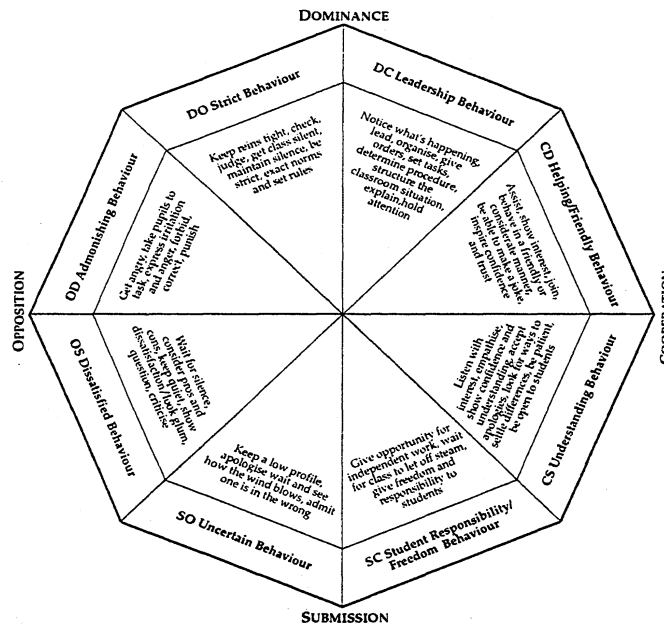 DOMINANCE
DC Leadership Behaviour
Notice what's happening,
lead, organise, give
orders, set tasks,
determine procedure,
structure the
classroom situation,
explain,hold
attention
CD Helping/Friendly Behaviour
Assist, show interest, join,
behave in a friendly or
considerate manner,
be able to make a joke,
inspire confidence
and trust
CS Understanding Behaviour
Listen with
interest, empathise,
show confidence and
understanding, accept
apologies, look for ways to
settle differences, be patient,
be open to students
SC Student Responsibility/
Freedom Behaviour
Give opportunity for
independent work, wait
for class to let off steam,
give freedom and
responsibility to
students
SUBMISSION
SO Uncertain Behaviour
Keep a low profile,
apologise wait and see
how the wind blows, admit
one is in the wrong
OS Dissatisfied Behaviour
Wait for silence,
consider pros and
cons, keep quiet, show
dissatisfaction/look glum,
question, criticise
OPPOSITION
OD Admonishing Behaviour
Get angry, take pupils to
task, express irritation
and anger, forbid,
correct, punish
DO Strict Behaviour
Keep reins tight, check,
judge, get class silent,
maintain silence, be
strict, exact norms
and set rules